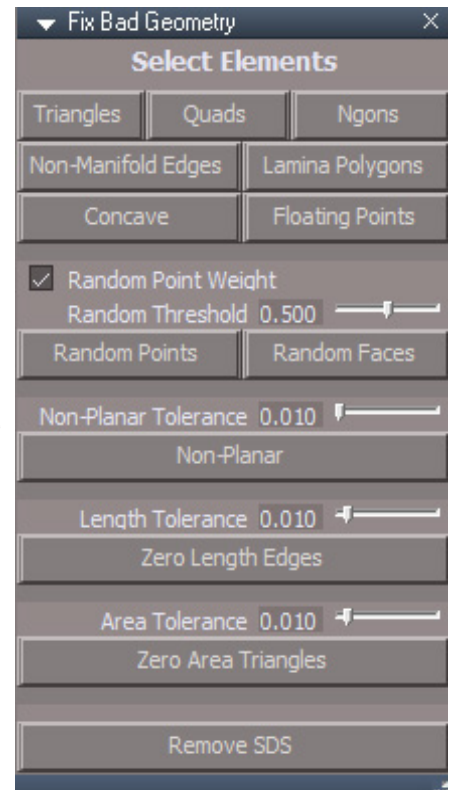 Fix Bad Geometry
Select Elements
Triangles Quads Ngons
Non-Manifold Edges Lamina Polygons
Concave Floating Points
Random Point Weight
Random Threshold 0.500
Random Points Random Faces
Non-Planar Tolerance 0.010
Non-Planar
Length Tolerance 0.010
Zero Length Edges
Area Tolerance 0.010
Zero Area Triangles
Remove SDS